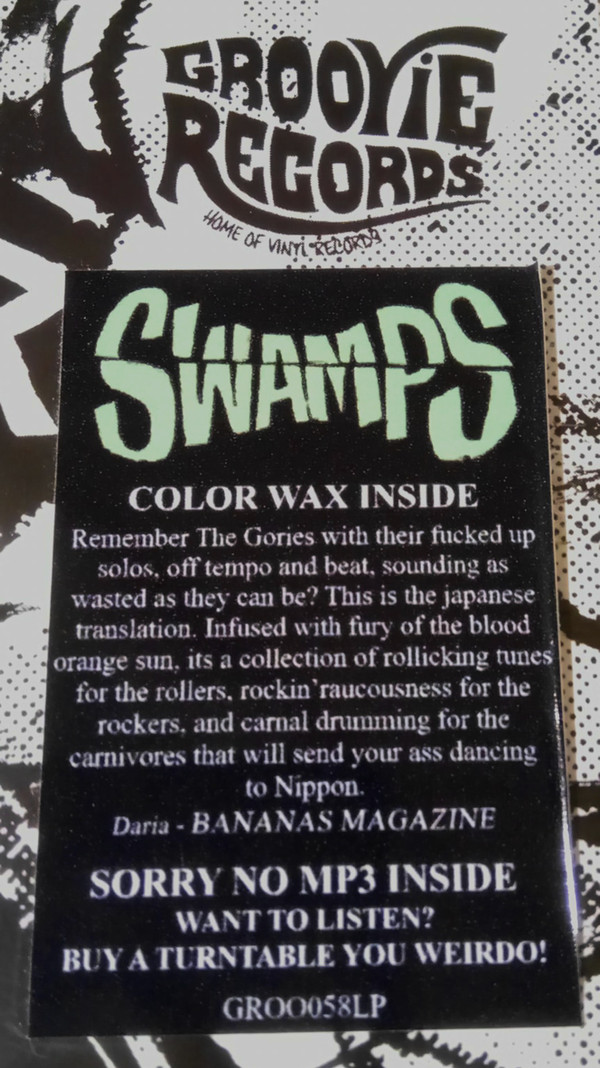 GROOVIE
RECORDS
HOME OF VINYL RECORDS
SWAMPS
COLOR WAX INSIDE
Remember The Gories with their fucked up
solos, off tempo and beat, sounding as
wasted as they can be? This is the japanese
translation. Infused with fury of the blood
orange sun, its a collection of rollicking tunes
for the rollers, rockin'raucousness for the
rockers, and carnal drumming for the
carnivores that will send your ass dancing
to Nippon.
Daria - BANANAS MAGAZINE
SORRY NO MP3 INSIDE
WANT TO LISTEN?
BUY A TURNTABLE YOU WEIRDO!
GROO058LP